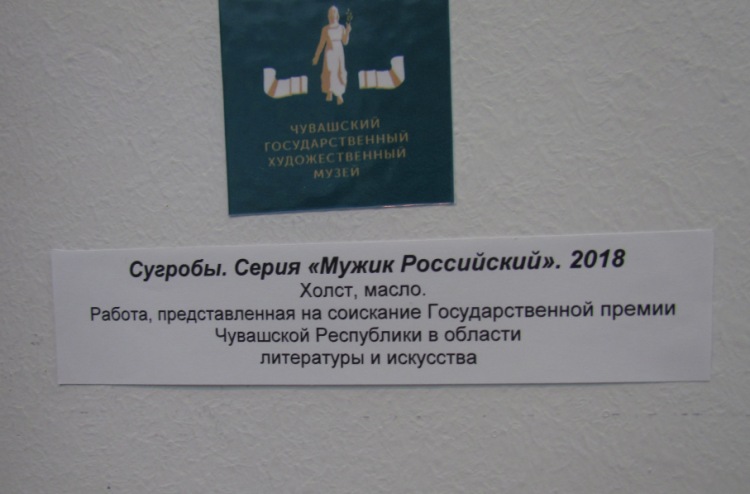 ЧУВАШСКИЙ
ГОСУДАРСТВЕННЫЙ
ХУДОЖЕСТВЕННЫЙ
МУЗЕЙ
Сугробы. Серия «Мужик Российский». 2018
Холст, масло.
Работа, представленная на соискание Государственной премии
Чувашской Республики в области
литературы и искусства